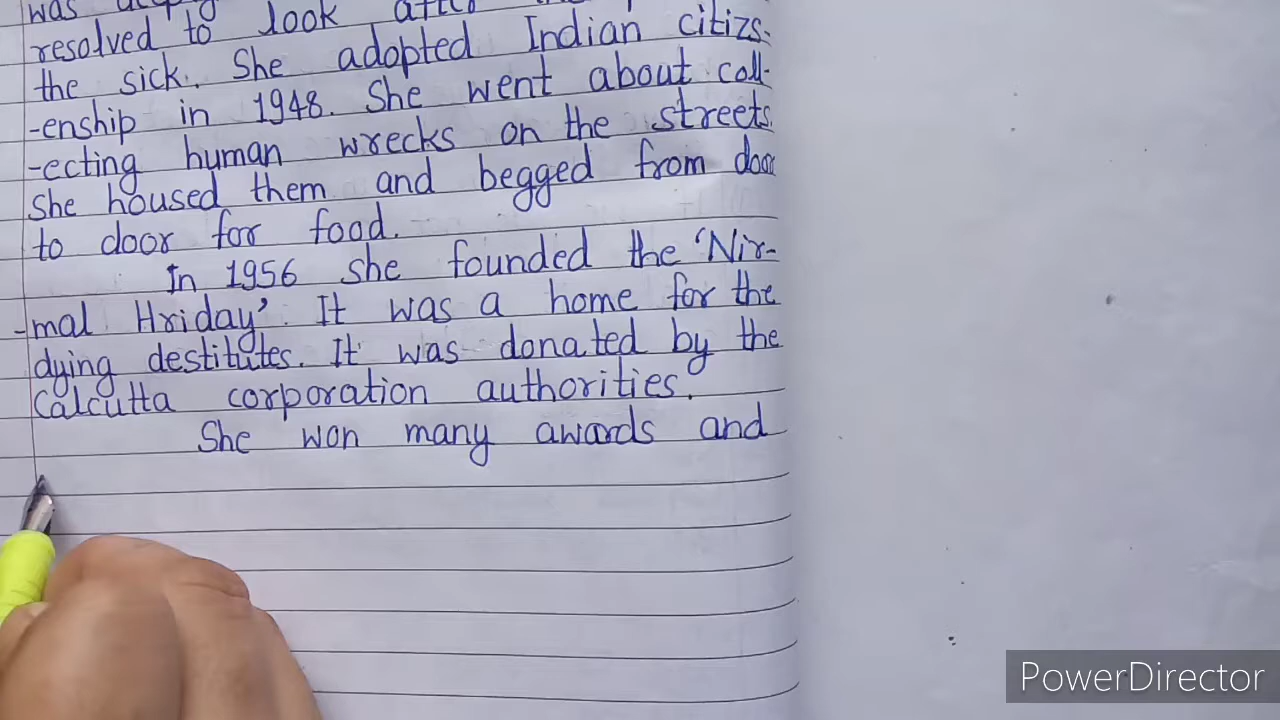 was
resolved to look
the sick. She adopted Indian citizs-
-enship in 1948. She went about coll-
-ecting human wrecks on the streets.
She housed them and begged from door
to door for food.
In 1956 she founded the 'Nir-
-mal Hriday'. It was a home for the
dying destitutes. It was donated by the
Calcutta corporation authorities.
She won many awards and
PowerDirector